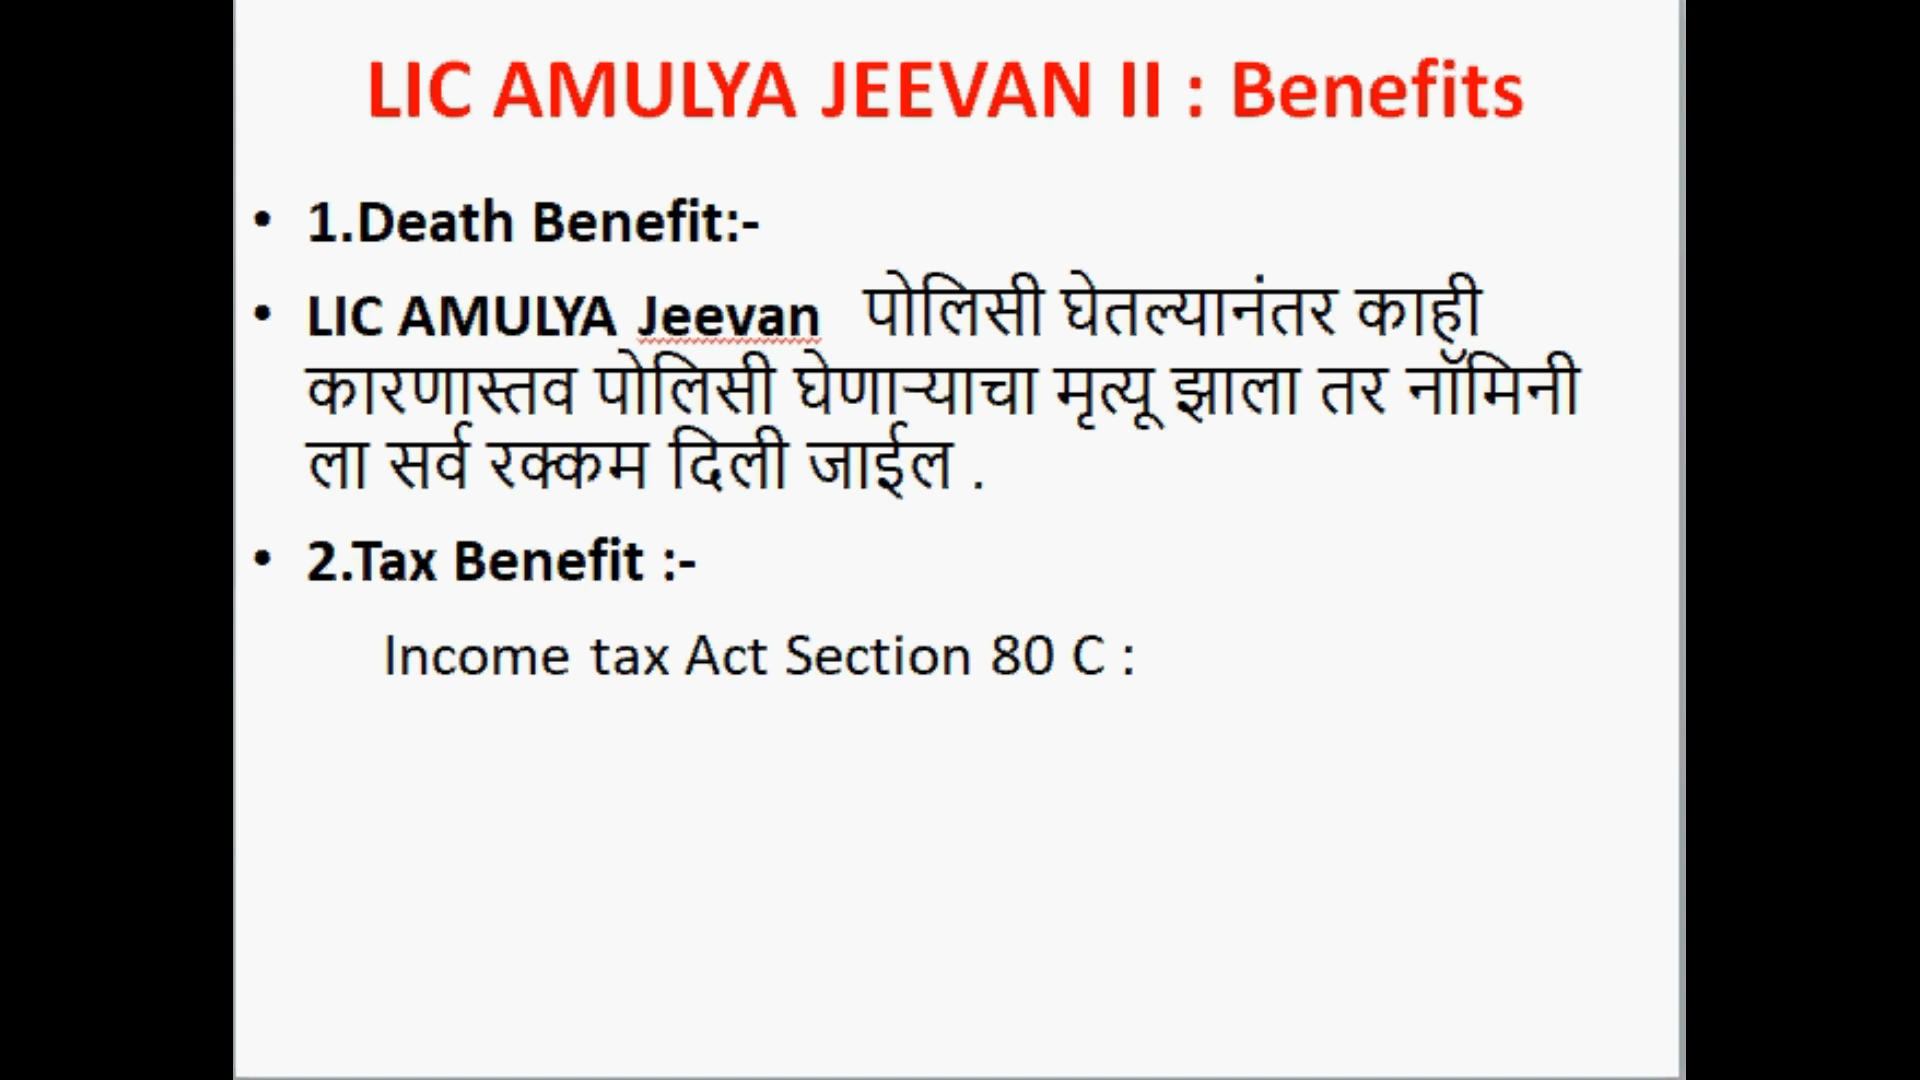 LIC AMULYA JEEVAN II : Benefits
• 1.Death Benefit:-
• LIC AMULYA Jeevan पोलिसी घेतल्यानंतर काही
कारणास्तव पोलिसी घेणाऱ्याचा मृत्यू झाला तर नॉमिनी
ला सर्व रक्कम दिली जाईल .
• 2.Tax Benefit :-
Income tax Act Section 80 C :